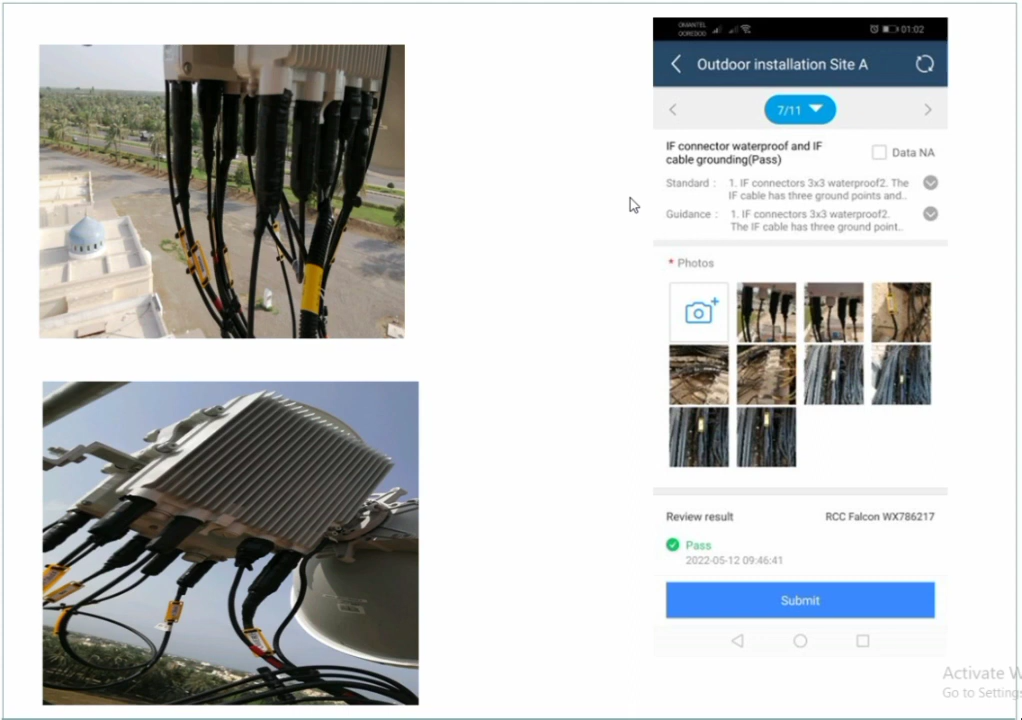 OMANTEL
OOREDOO
01:02
Outdoor installation Site A
7/11
IF connector waterproof and IF
cable grounding(Pass)
Data NA
Standard :
1. IF connectors 3x3 waterproof2. The
IF cable has three ground points and..
Guidance :
1. IF connectors 3x3 waterproof2.
The IF cable has three ground point..
* Photos
Review result
RCC Falcon WX786217
Pass
2022-05-12 09:46:41
Submit
Activate W
Go to Settings